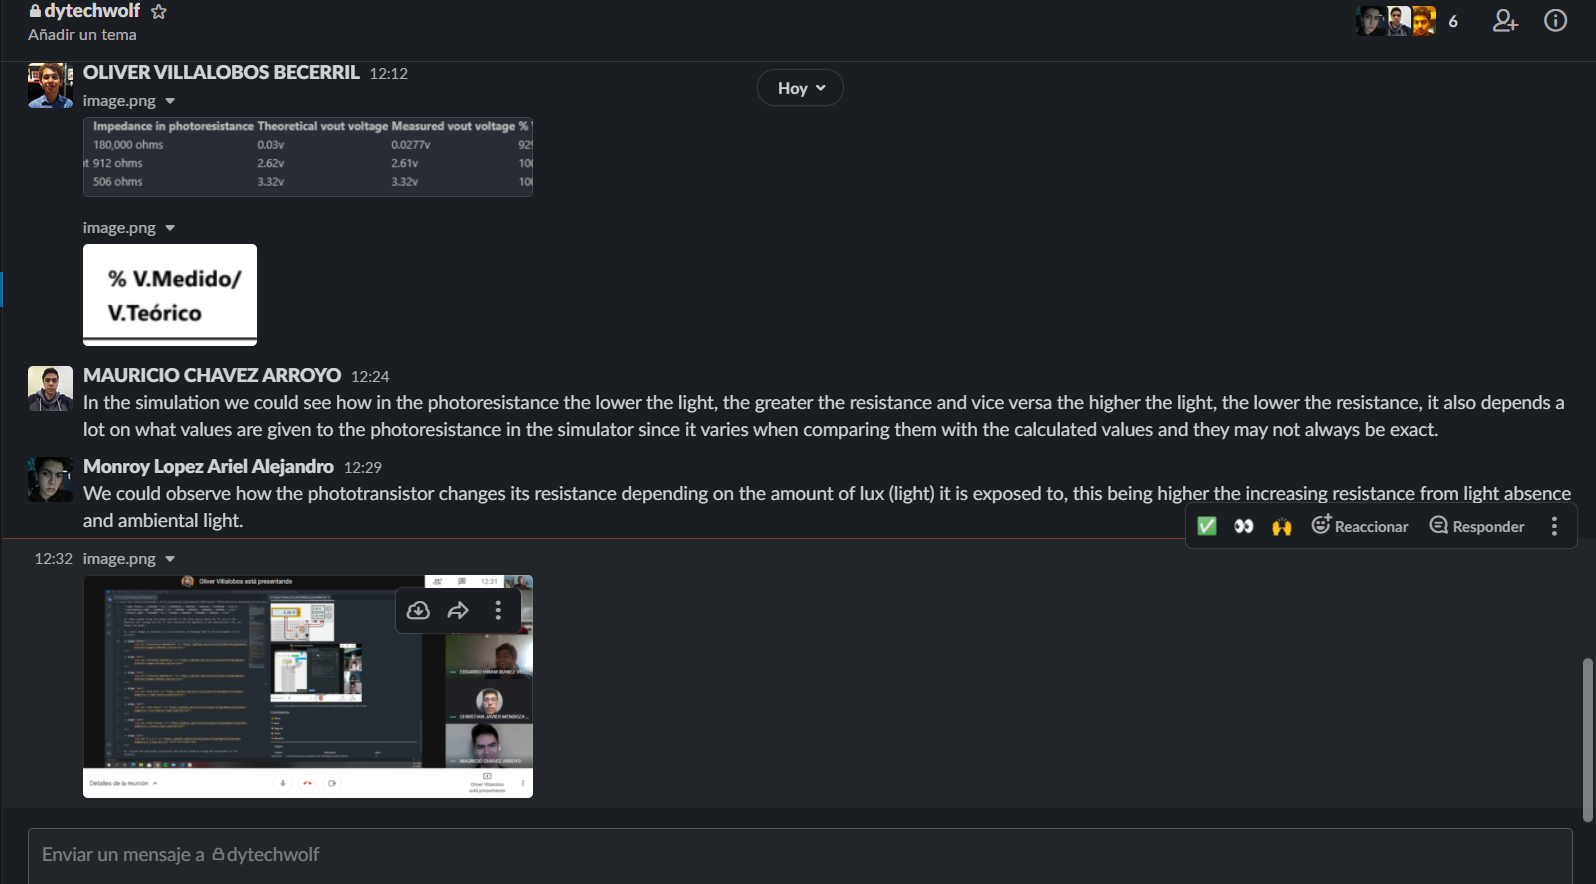 dytechwolf
Añadir un tema
6
OLIVER VILLALOBOS BECERRIL 12:12
Hoy
image.png
Impedance in photoresistance Theoretical vout voltage Measured vout voltage %
180,000 ohms 0.03v 0.0277v 92
912 ohms 2.62v 2.61v 10
506 ohms 3.32v 3.32v 10
image.png
% V.Medido/
V.Teórico
MAURICIO CHAVEZ ARROYO 12:24
In the simulation we could see how in the photoresistance the lower the light, the greater the resistance and vice versa the higher the light, the lower the resistance, it also depends a
lot on what values are given to the photoresistance in the simulator since it varies when comparing them with the calculated values and they may not always be exact.
Monroy Lopez Ariel Alejandro 12:29
We could observe how the phototransistor changes its resistance depending on the amount of lux (light) it is exposed to, this being higher the increasing resistance from light absence
and ambiental light.
Reaccionar Responder
12:32 image.png
Oliver Villalobos está presentando
12:31
CHRISTIAN JAVIER MENDOZA ...
MAURICIO CHAVEZ ARROYO
Detalles de la reunión
Oliver Villalobos
está presentando
Enviar un mensaje a dytechwolf